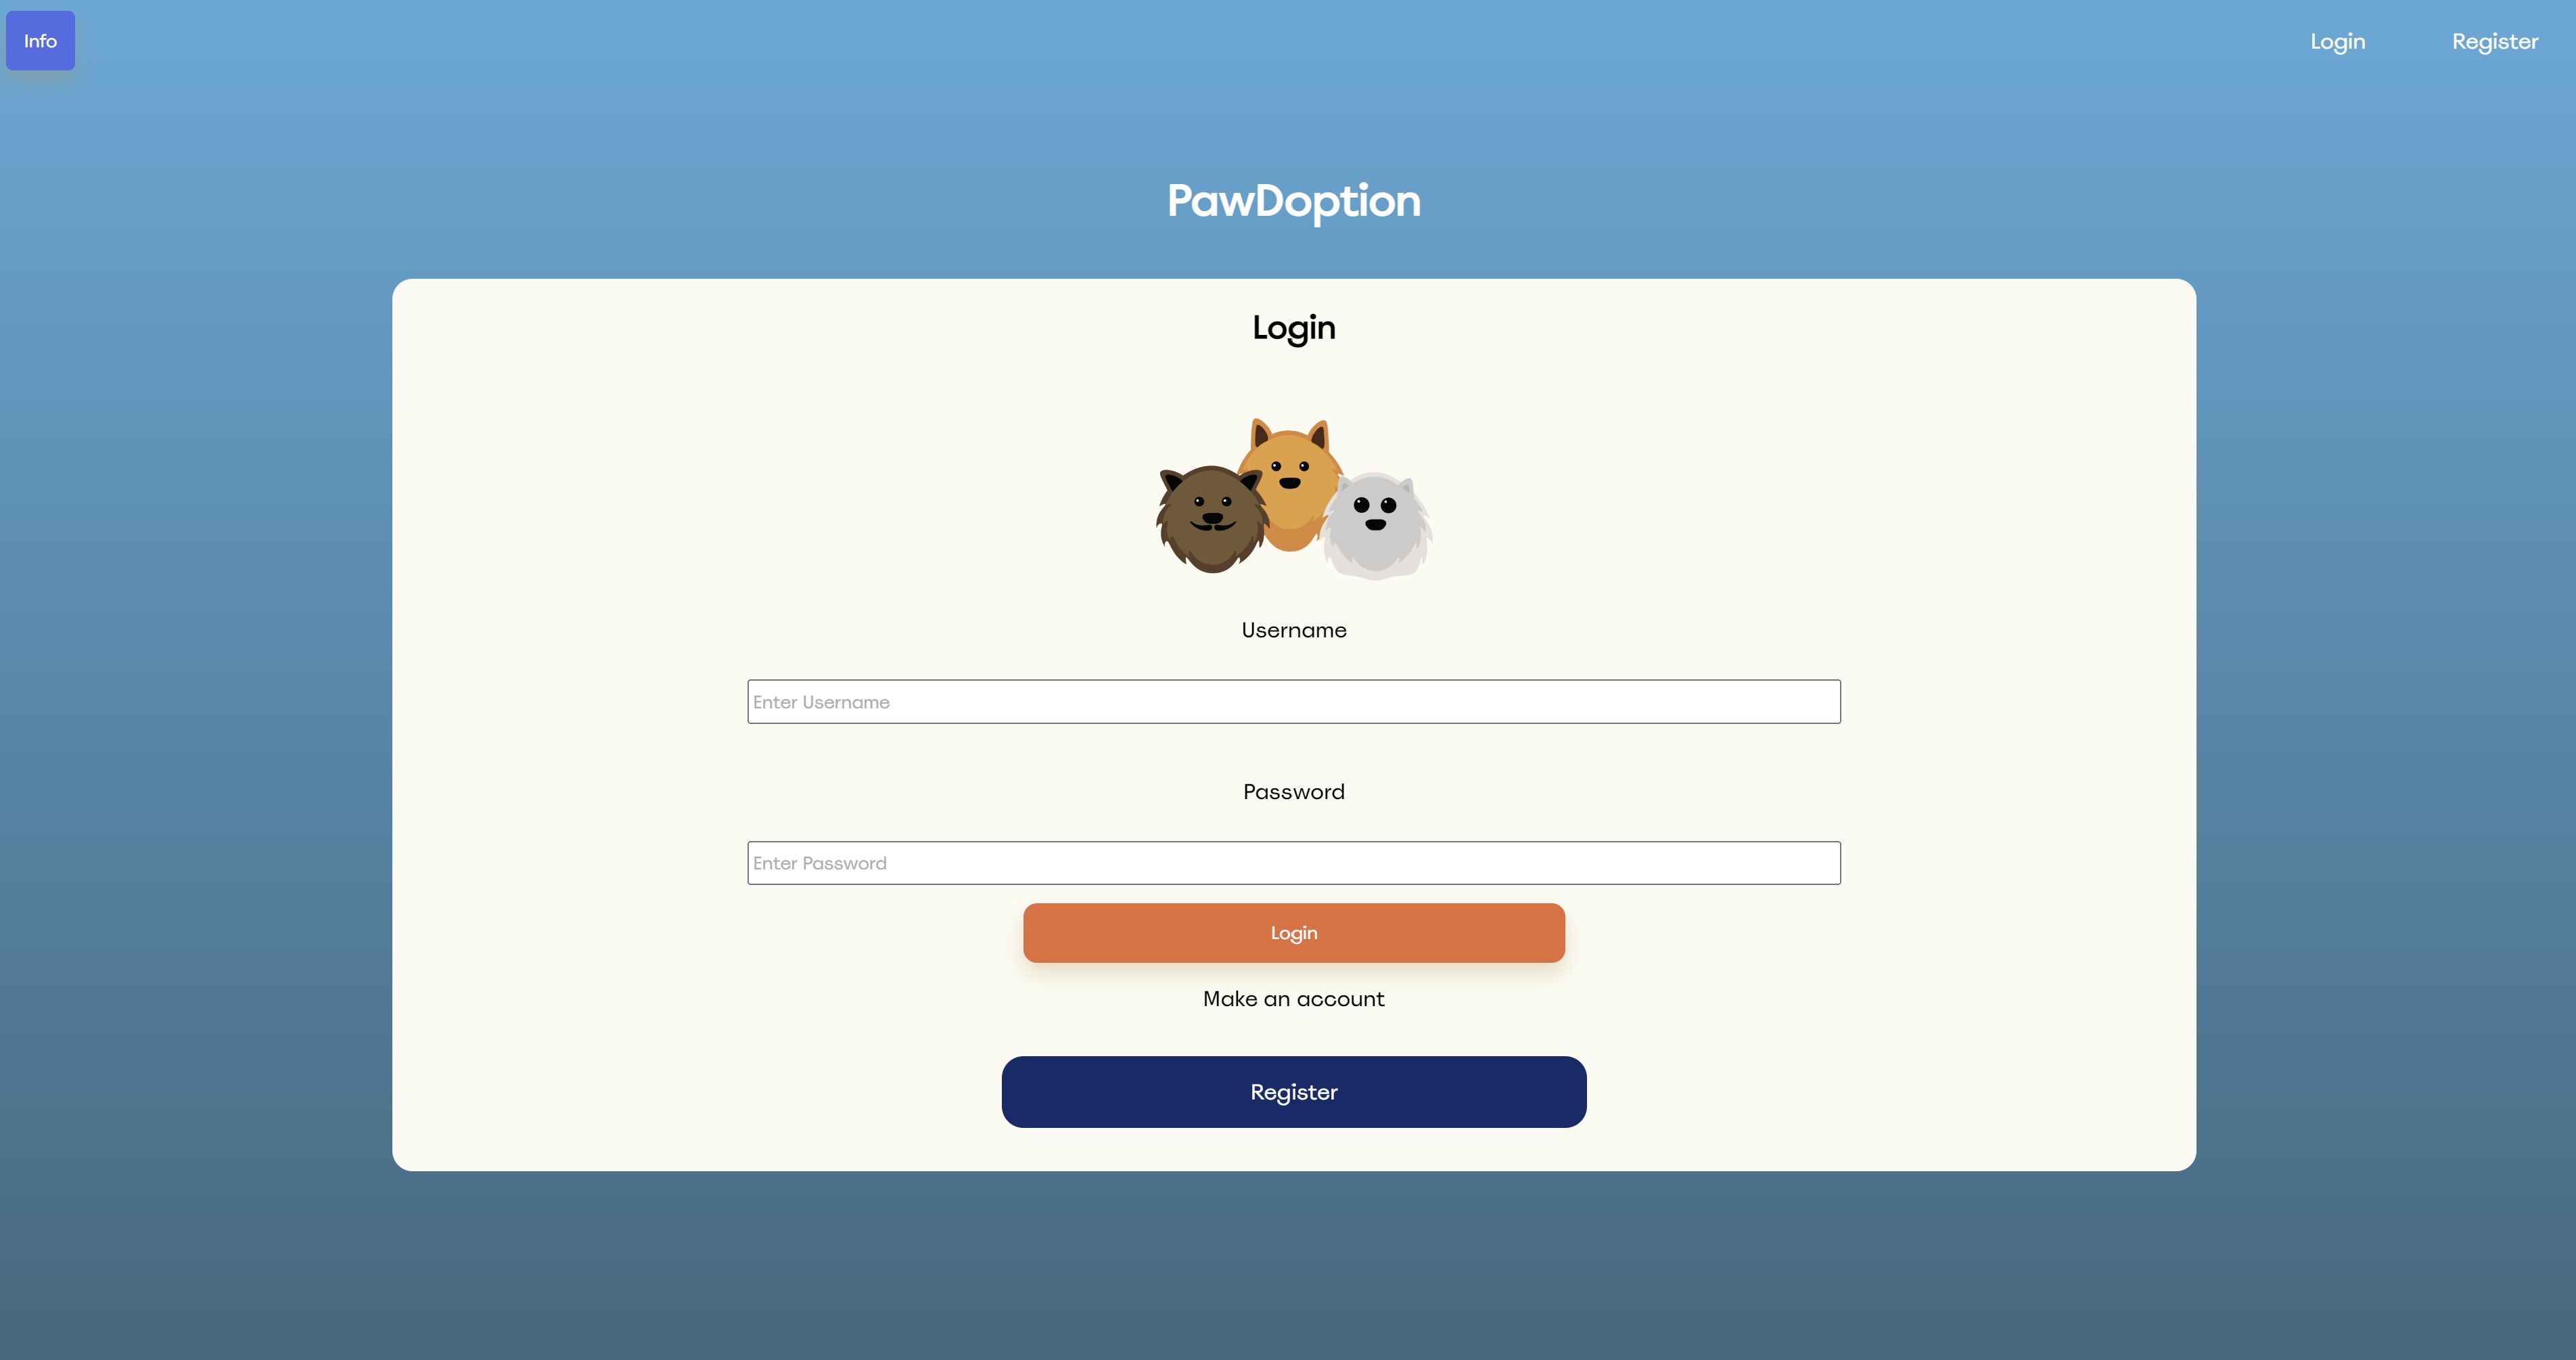 Info
Login
Register
PawDoption
Login
Username
Enter Username
Password
Enter Password
Login
Make an account
Register